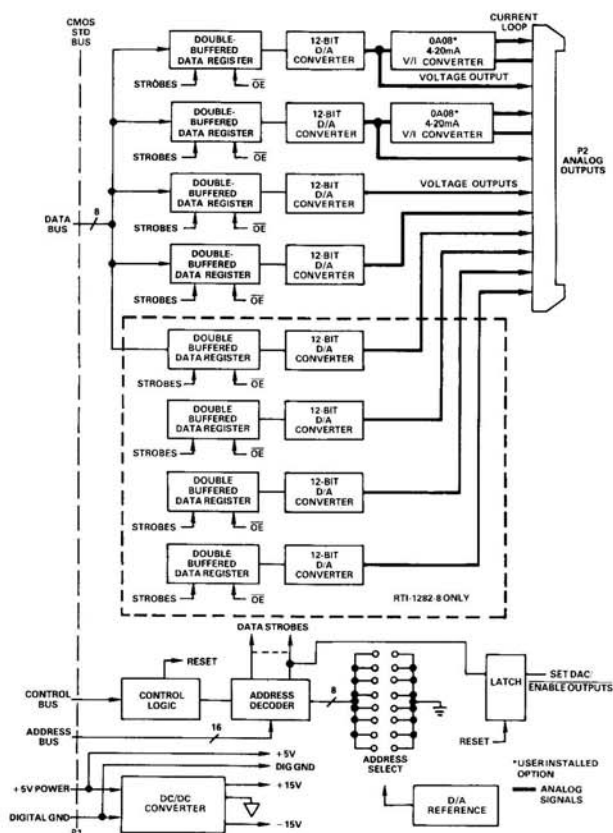 CMOS
STD
BUS
DOUBLE-
BUFFERED
DATA REGISTER
12-BIT
D/A
CONVERTER
0A08*
4-20mA
V/I CONVERTER
CURRENT
LOOP
STROBES
OE
VOLTAGE OUTPUT
DOUBLE-
BUFFERED
DATA REGISTER
12-BIT
D/A
CONVERTER
0A08*
4-20mA
V/I CONVERTER
P2
ANALOG
OUTPUTS
STROBES
OE
DOUBLE-
BUFFERED
DATA REGISTER
12-BIT
D/A
CONVERTER
VOLTAGE OUTPUTS
DATA
BUS
8
STROBES
OE
DOUBLE-
BUFFERED
DATA REGISTER
12-BIT
D/A
CONVERTER
STROBES
OE
DOUBLE
BUFFERED
DATA REGISTER
12-BIT
D/A
CONVERTER
STROBES
OE
DOUBLE
BUFFERED
DATA REGISTER
12-BIT
D/A
CONVERTER
STROBES
OE
DOUBLE
BUFFERED
DATA REGISTER
12-BIT
D/A
CONVERTER
STROBES
OE
DOUBLE
BUFFERED
DATA REGISTER
12-BIT
D/A
CONVERTER
STROBES
OE
RTI-1282-8 ONLY
DATA STROBES
RESET
CONTROL
BUS
CONTROL
LOGIC
ADDRESS
DECODER
8
LATCH
SET DAC/
ENABLE OUTPUTS
ADDRESS
BUS
16
RESET
ADDRESS
SELECT
+5V
DIG GND
+5V POWER
DC/DC
CONVERTER
+15V
-15V
DIGITAL GND
P1
D/A
REFERENCE
*USER INSTALLED
OPTION
ANALOG
SIGNALS